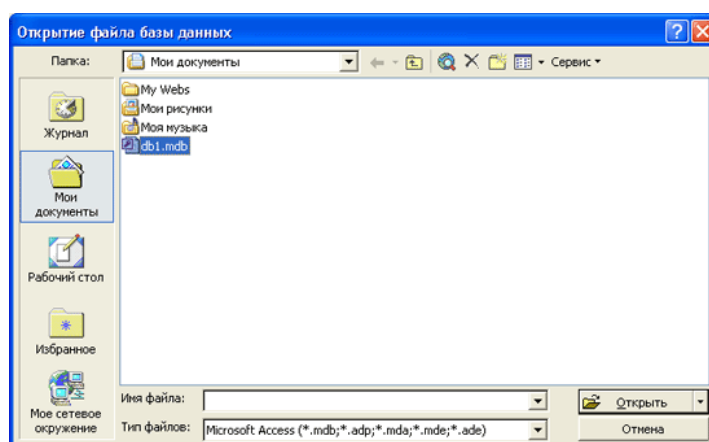 Открытие файла базы данных
Папка:
Мои документы
Сервис
Журнал
Мои
документы
Рабочий стол
Избранное
Мое сетевое
окружение
My Webs
Мои рисунки
Моя музыка
db1.mdb
Имя файла:
Открыть
Тип файлов:
Microsoft Access (*.mdb;*.adp;*.mda;*.mde;*.ade)
Отмена